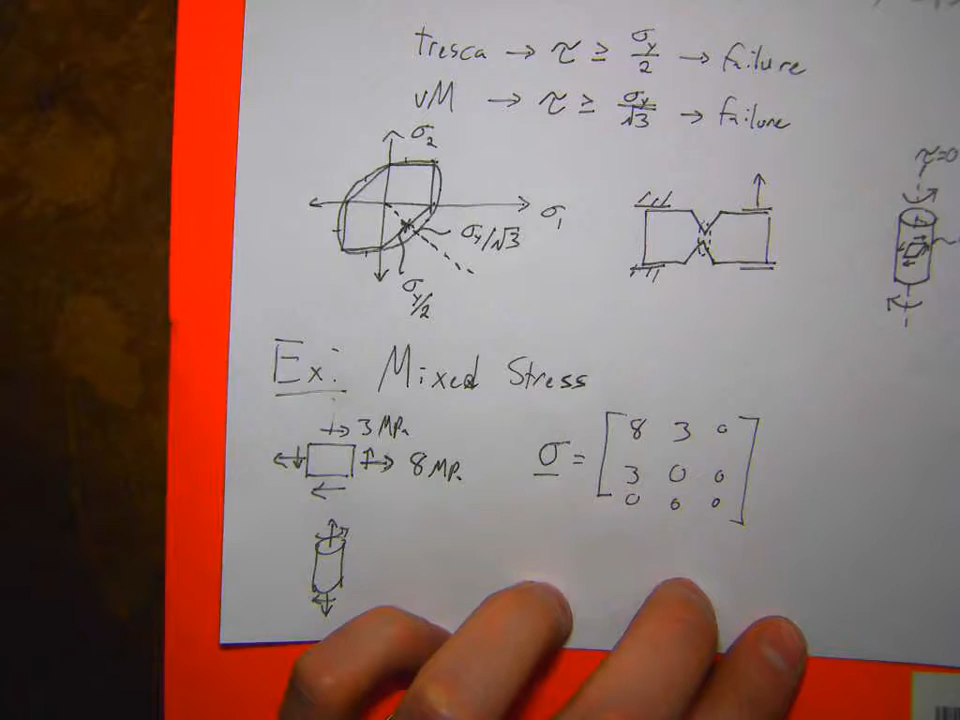 tresca → τ ≥ σy/2 → failure
vM → τ ≥ σy/√3 → failure
σ2
σ1
σy/√3
σy/2
τ=0
Ex: Mixed Stress
3 MPa
8 MPa
σ = [8 3 0
3 0 0
0 0 0]